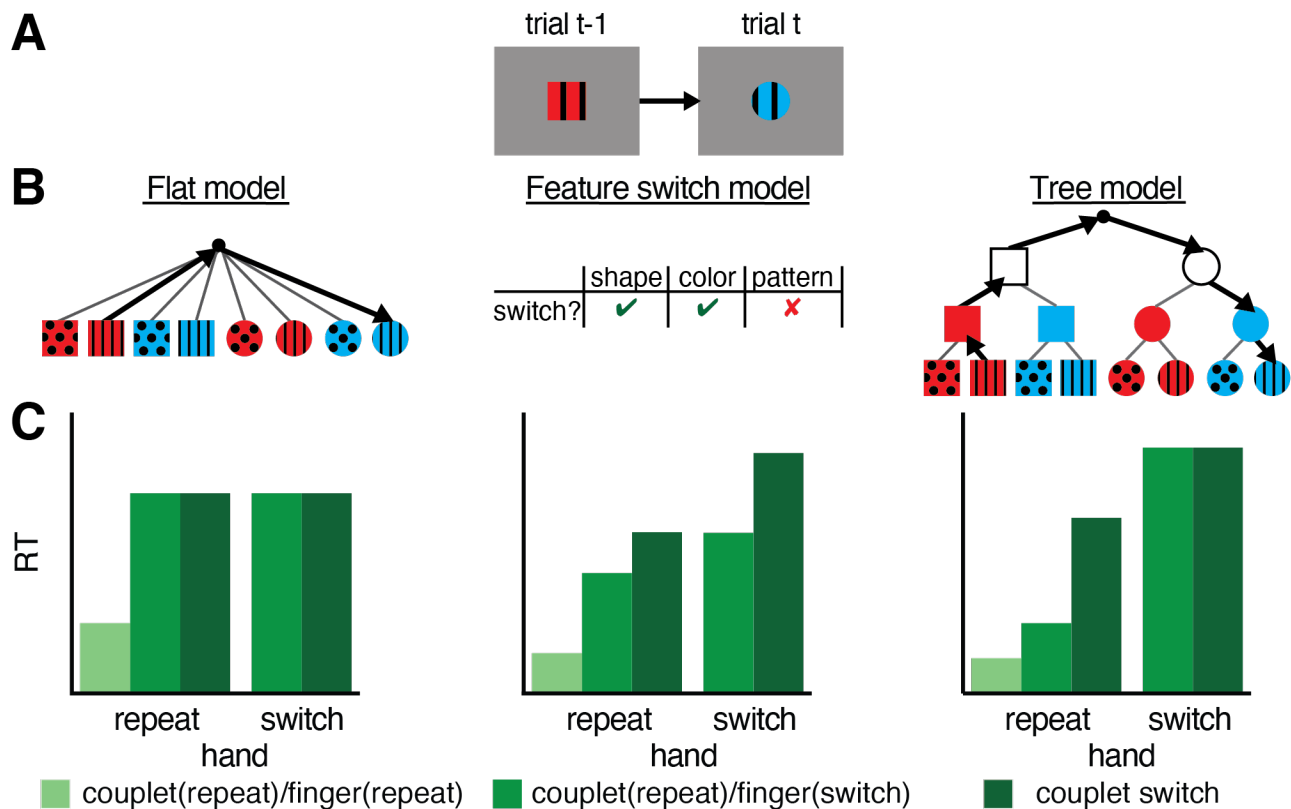 A
trial t-1
trial t
B
Flat model
Feature switch model
Tree model
shape color pattern
switch? ✔ ✔ ✘
C
RT
repeat switch
hand
repeat switch
hand
repeat switch
hand
couplet(repeat)/finger(repeat)
couplet(repeat)/finger(switch)
couplet switch